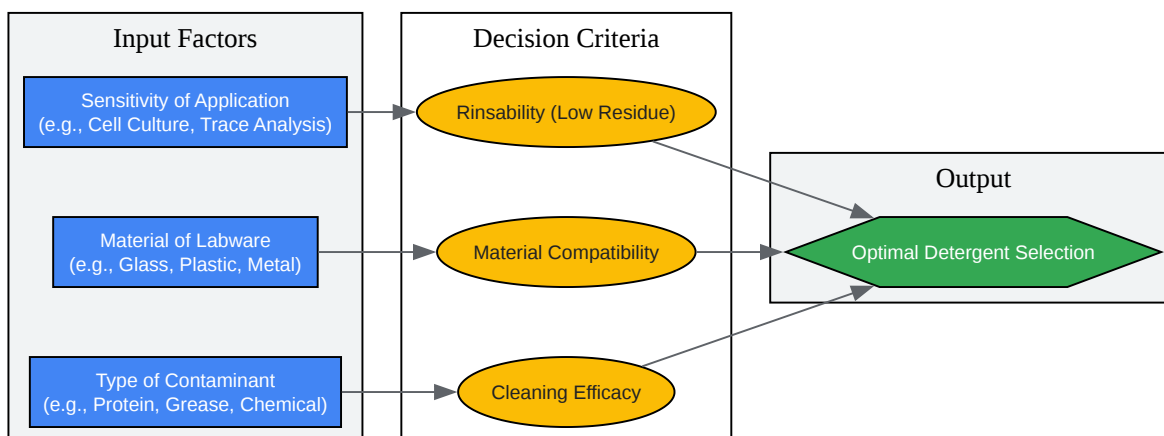 Input Factors
Sensitivity of Application
(e.g., Cell Culture, Trace Analysis)
Material of Labware
(e.g., Glass, Plastic, Metal)
Type of Contaminant
(e.g., Protein, Grease, Chemical)
Decision Criteria
Rinsability (Low Residue)
Material Compatibility
Cleaning Efficacy
Output
Optimal Detergent Selection